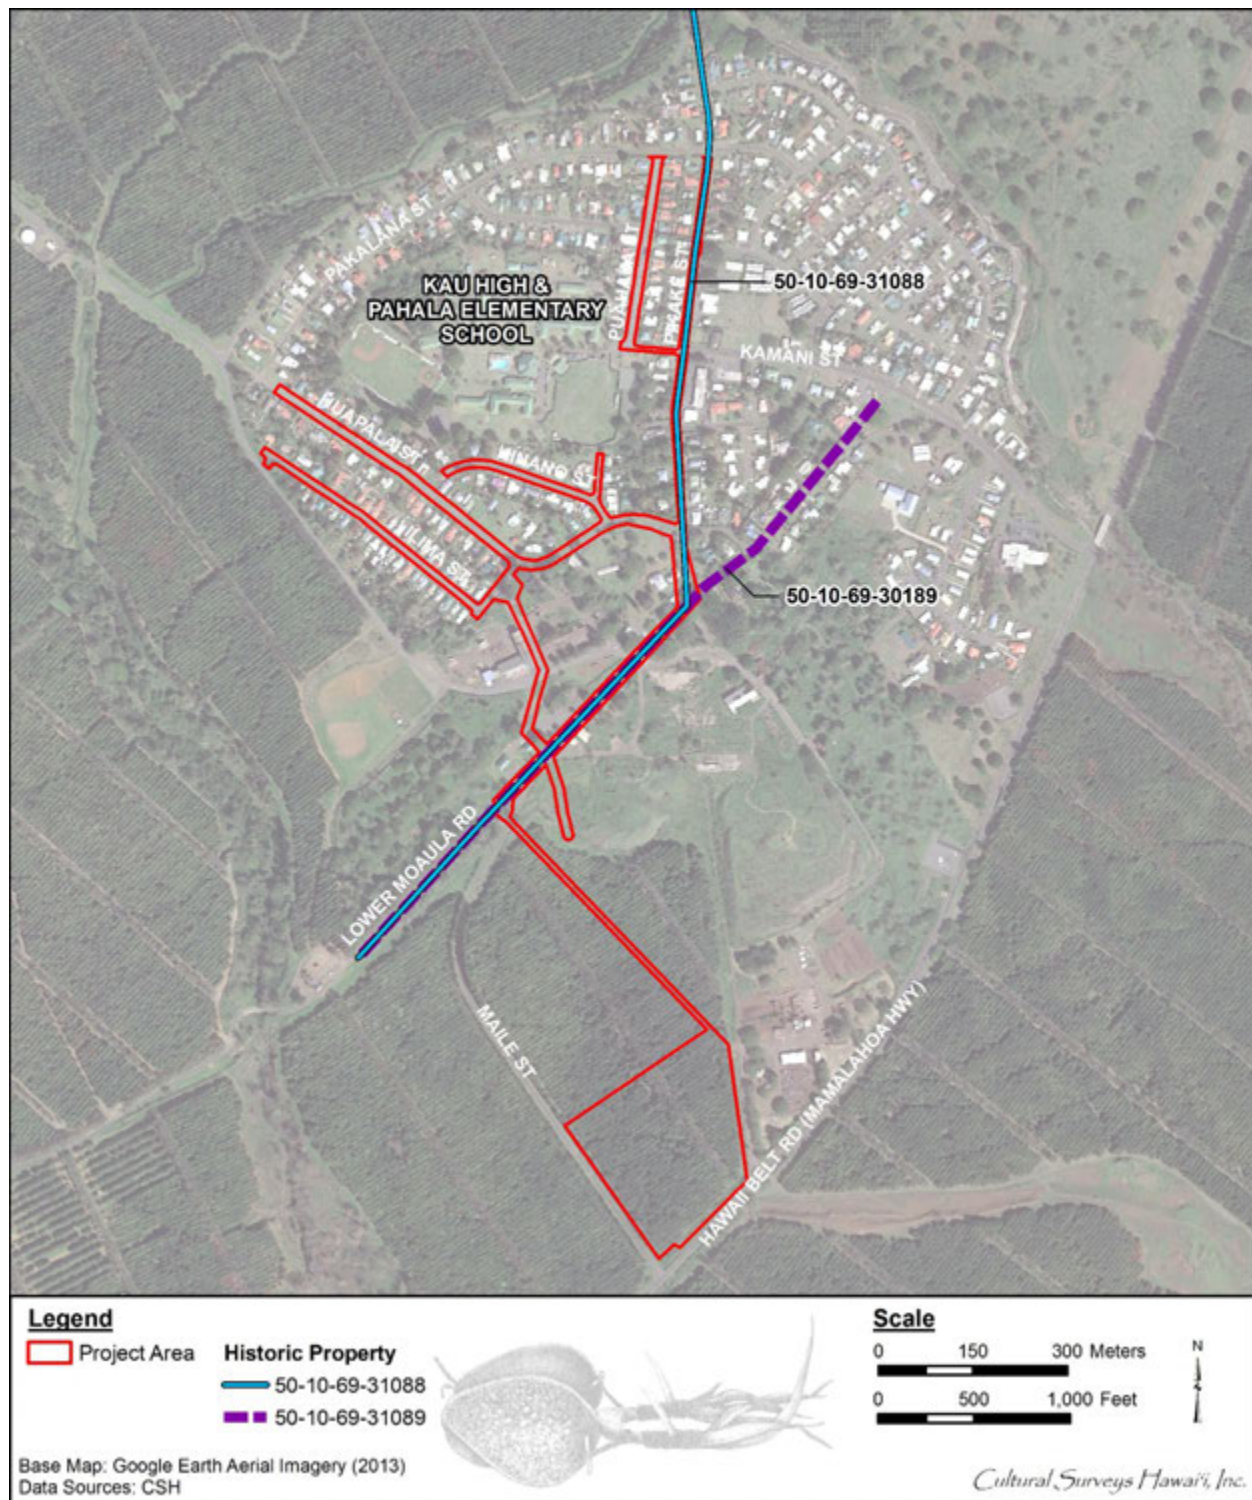 PAKALANA ST
KAU HIGH &
PAHALA ELEMENTARY
SCHOOL
50-10-69-31088
KAMANI ST
PIKAKE ST
PUAPALAI ST
HINANO ST
ILIMA ST
50-10-69-30189
LOWER MOAULA RD
MAILE ST
HAWAII BELT RD (MAMALAHOA HWY)
Legend
Project Area
Historic Property
50-10-69-31088
50-10-69-31089
Scale
0 150 300 Meters
0 500 1,000 Feet
N
Base Map: Google Earth Aerial Imagery (2013)
Data Sources: CSH
Cultural Surveys Hawai'i, Inc.